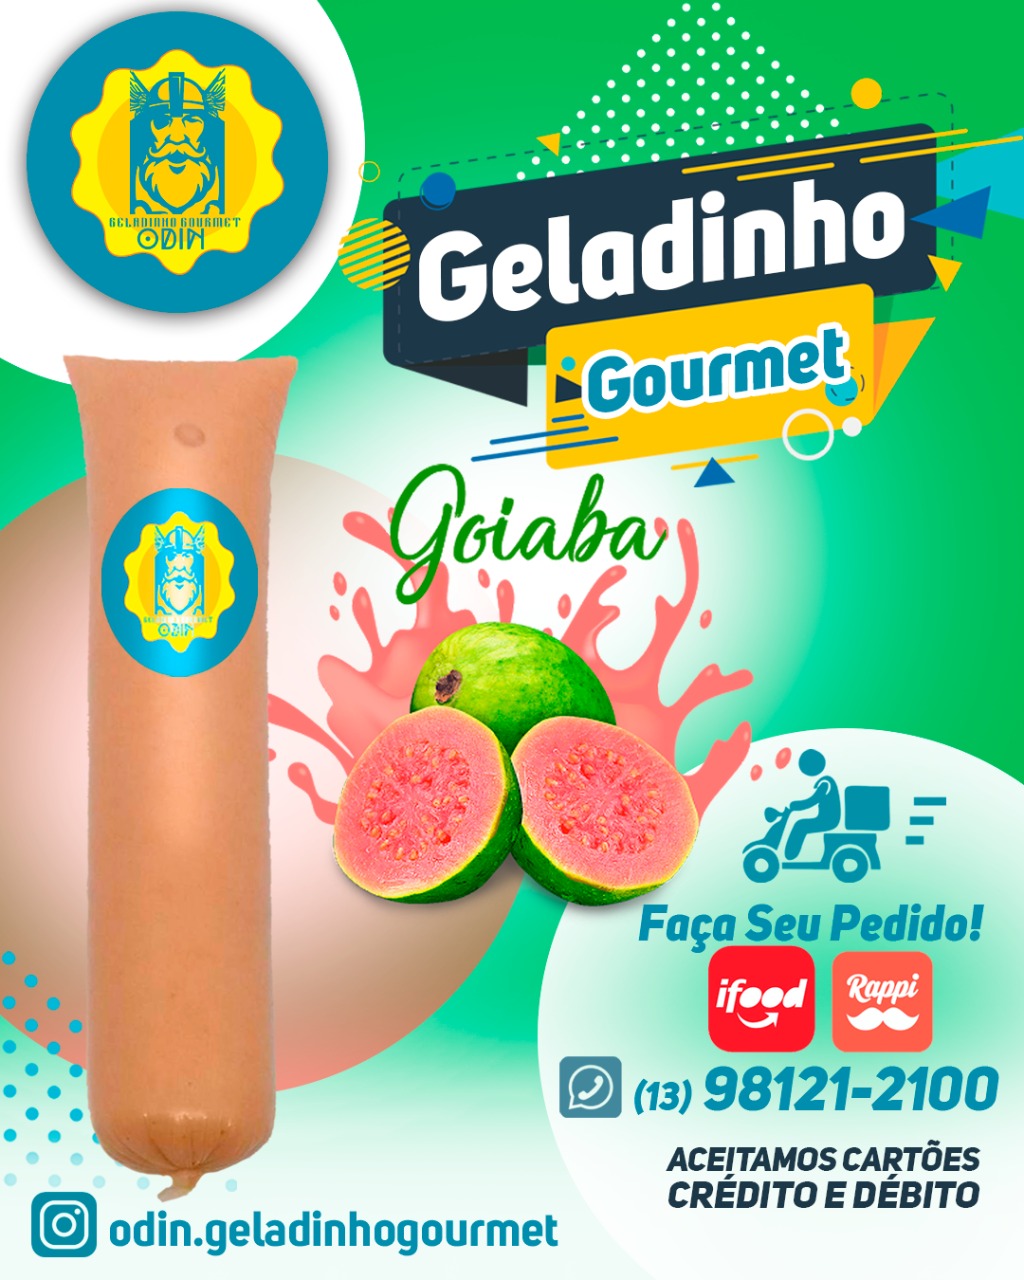 GELADINHO GOURMET
ODIN
Geladinho
Gourmet
Goiaba
ODIN
Faça Seu Pedido!
ifood
Rappi
(13) 98121-2100
ACEITAMOS CARTÕES
CRÉDITO E DÉBITO
odin.geladinhogourmet